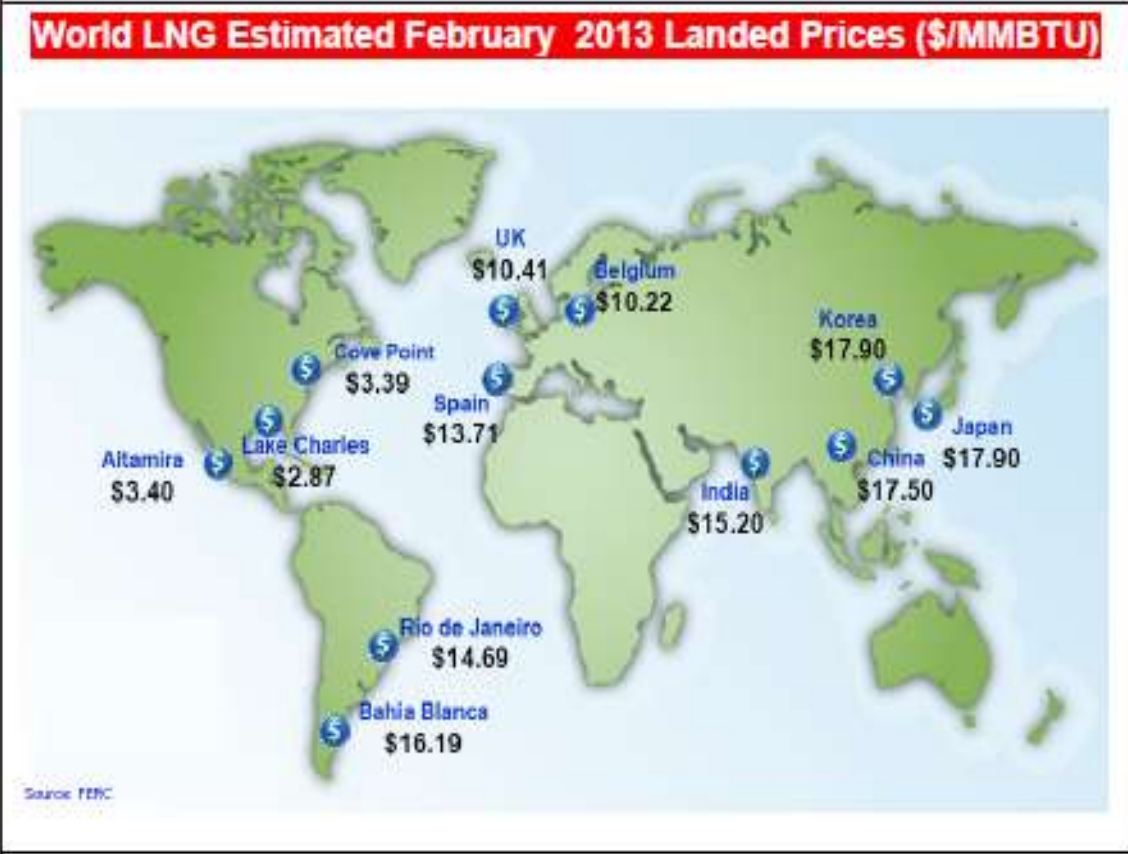 World LNG Estimated February 2013 Landed Prices ($/MMBTU)
UK
$10.41
Belgium
$10.22
Korea
$17.90
Cove Point
$3.39
Spain
$13.71
Japan
$17.90
Lake Charles
$2.87
Altamira
$3.40
China
$17.50
India
$15.20
Rio de Janeiro
$14.69
Bahia Blanca
$16.19
Source: FERC